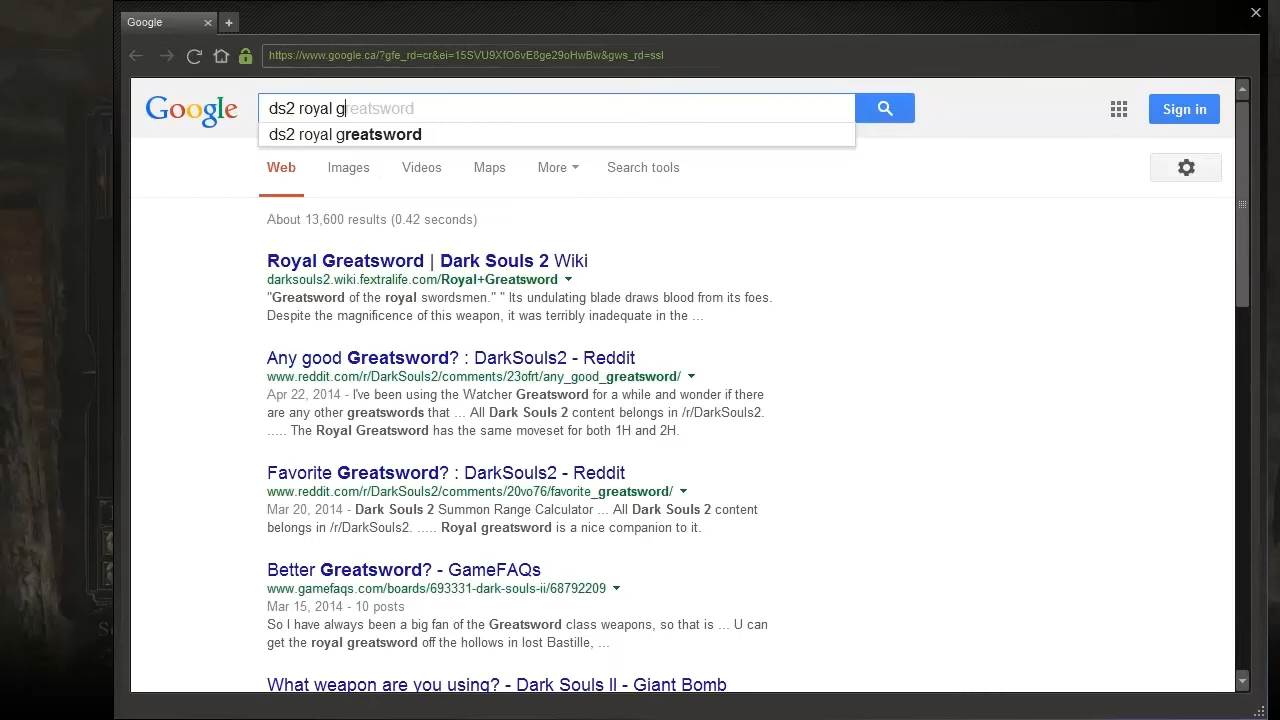 Google
https://www.google.ca/?gfe_rd=cr&ei=15SVU9XfO6vE8ge29oHwBw&gws_rd=ssl
Google ds2 royal greatsword Sign in
ds2 royal greatsword
Web Images Videos Maps More Search tools
About 13,600 results (0.42 seconds)
Royal Greatsword | Dark Souls 2 Wiki
darksouls2.wiki.fextralife.com/Royal+Greatsword
"Greatsword of the royal swordsmen." " Its undulating blade draws blood from its foes.
Despite the magnificence of this weapon, it was terribly inadequate in the ...
Any good Greatsword? : DarkSouls2 - Reddit
www.reddit.com/r/DarkSouls2/comments/23ofrt/any_good_greatsword/
Apr 22, 2014 - I've been using the Watcher Greatsword for a while and wonder if there
are any other greatswords that ... All Dark Souls 2 content belongs in /r/DarkSouls2.
..... The Royal Greatsword has the same moveset for both 1H and 2H.
Favorite Greatsword? : DarkSouls2 - Reddit
www.reddit.com/r/DarkSouls2/comments/20vo76/favorite_greatsword/
Mar 20, 2014 - Dark Souls 2 Summon Range Calculator ... All Dark Souls 2 content
belongs in /r/DarkSouls2. ..... Royal greatsword is a nice companion to it.
Better Greatsword? - GameFAQs
www.gamefaqs.com/boards/693331-dark-souls-ii/68792209
Mar 15, 2014 - 10 posts
So I have always been a big fan of the Greatsword class weapons, so that is ... U can
get the royal greatsword off the hollows in lost Bastille, ...
What weapon are you using? - Dark Souls II - Giant Bomb